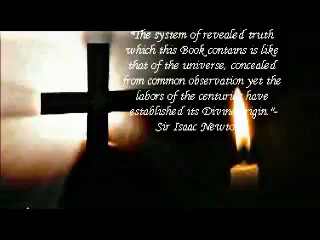 "The system of revealed truth
which this Book contains is like
that of the universe, concealed
from common observation yet the
labors of the centuries have
established its Divine Origin."-
Sir Isaac Newton